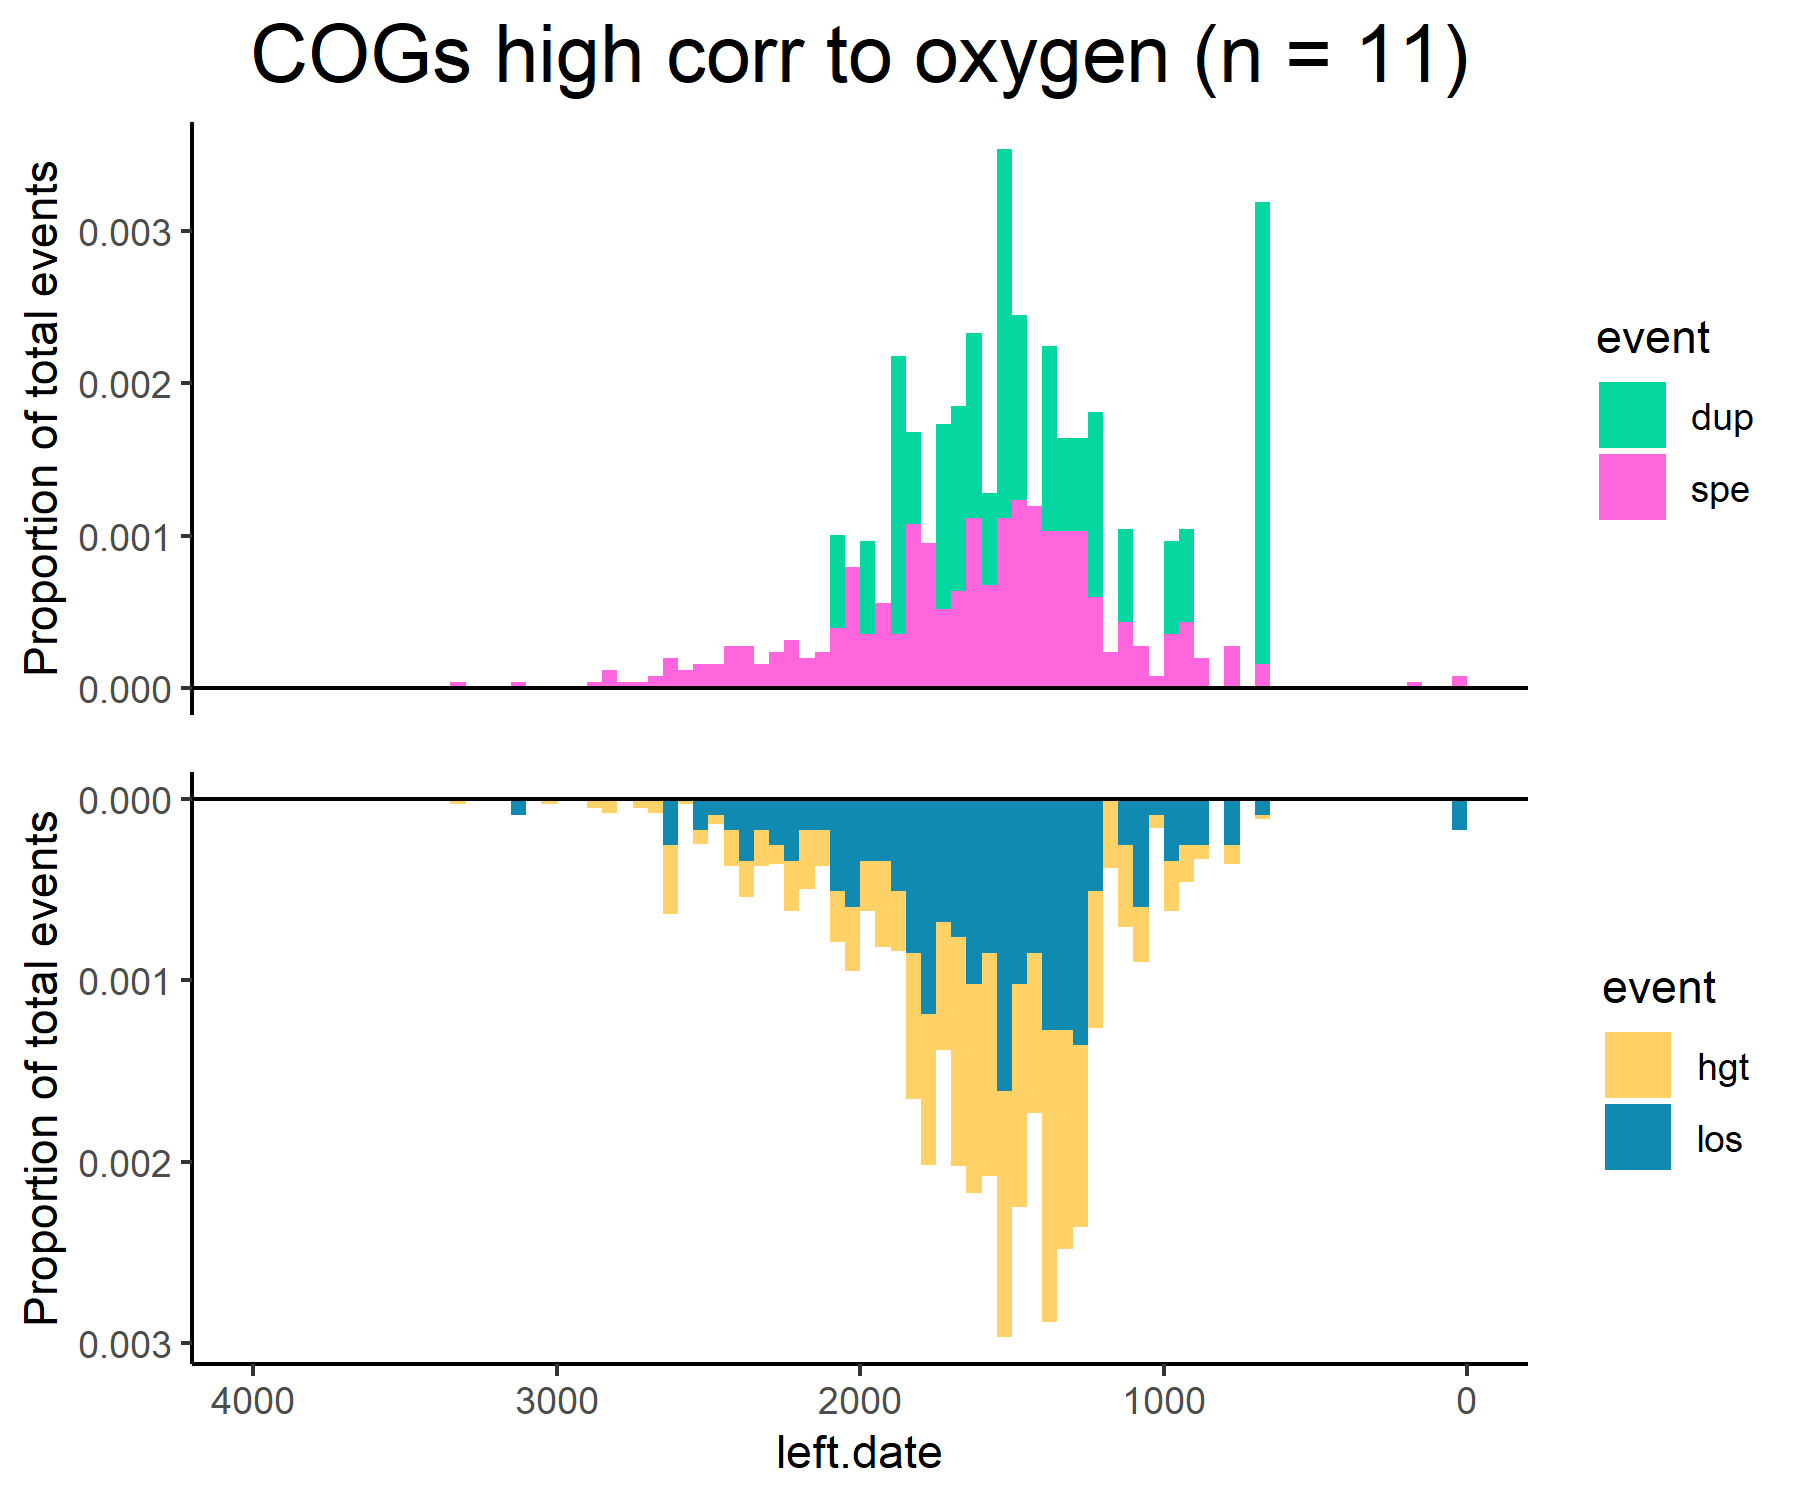 COGs high corr to oxygen (n = 11)
Proportion of total events
0.003
0.002
0.001
0.000
event
dup
spe
Proportion of total events
0.000
0.001
0.002
0.003
event
hgt
los
4000 3000 2000 1000 0
left.date